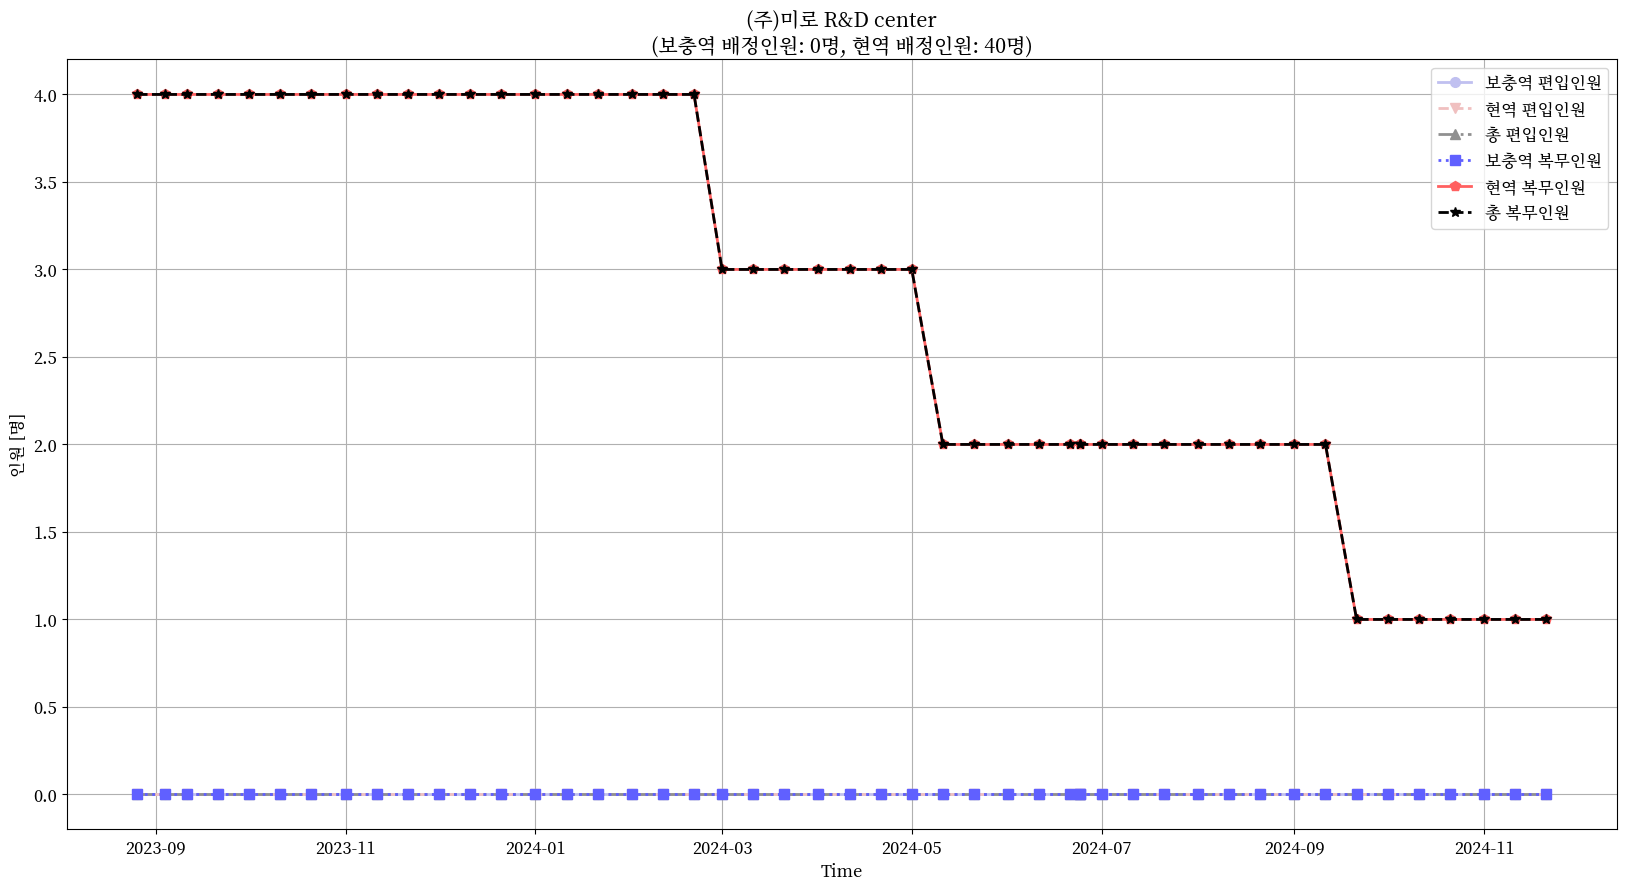 (주)미로 R&D center
(보충역 배정인원: 0명, 현역 배정인원: 40명)
보충역 편입인원
현역 편입인원
총 편입인원
보충역 복무인원
현역 복무인원
총 복무인원
인원 [명]
4.0
3.5
3.0
2.5
2.0
1.5
1.0
0.5
0.0
2023-09
2023-11
2024-01
2024-03
2024-05
2024-07
2024-09
2024-11
Time